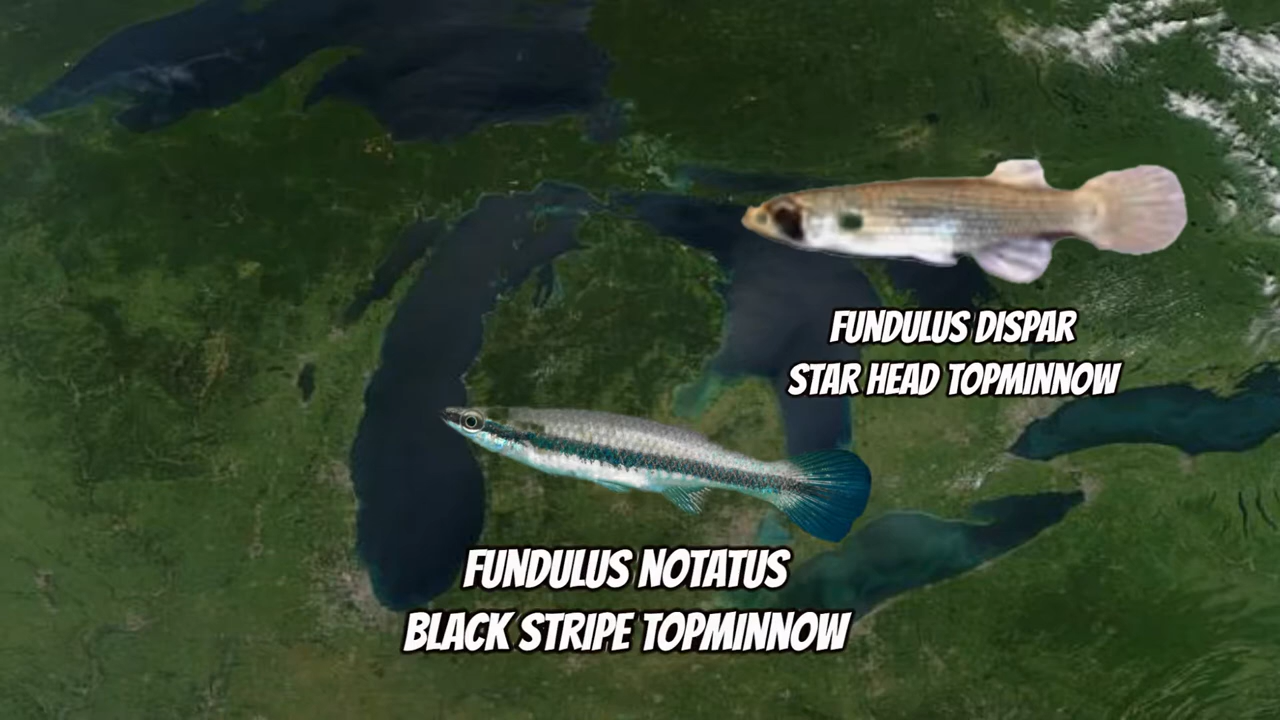 FUNDULUS DISPAR
STAR HEAD TOPMINNOW
FUNDULUS NOTATUS
BLACK STRIPE TOPMINNOW